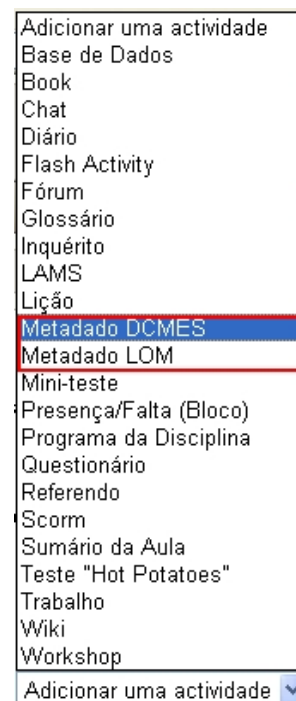 Adicionar uma actividade
Base de Dados
Book
Chat
Diário
Flash Activity
Fórum
Glossário
Inquérito
LAMS
Lição
Metadado DCMES
Metadado LOM
Mini-teste
Presença/Falta (Bloco)
Programa da Disciplina
Questionário
Referendo
Scorm
Sumário da Aula
Teste "Hot Potatoes"
Trabalho
Wiki
Workshop
Adicionar uma actividade